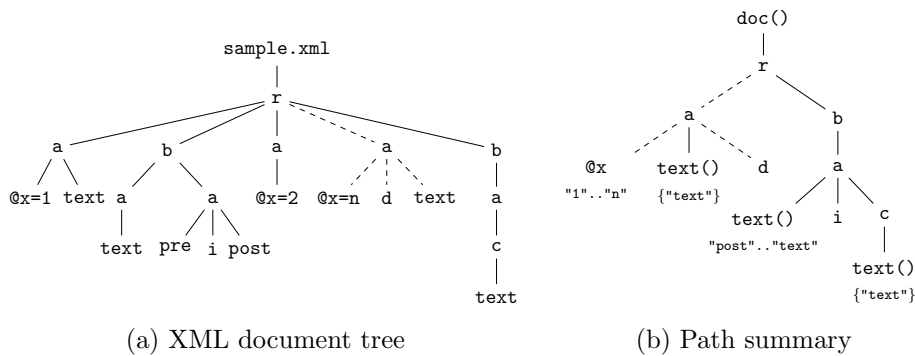 sample.xml
r
a b a a b
@x=1 text a a @x=2 @x=n d text a
text pre i post c
text
(a) XML document tree
doc()
r
a b
@x text() d a
"1".."n" {"text"}
text() i c
"post".."text"
text()
{"text"}
(b) Path summary